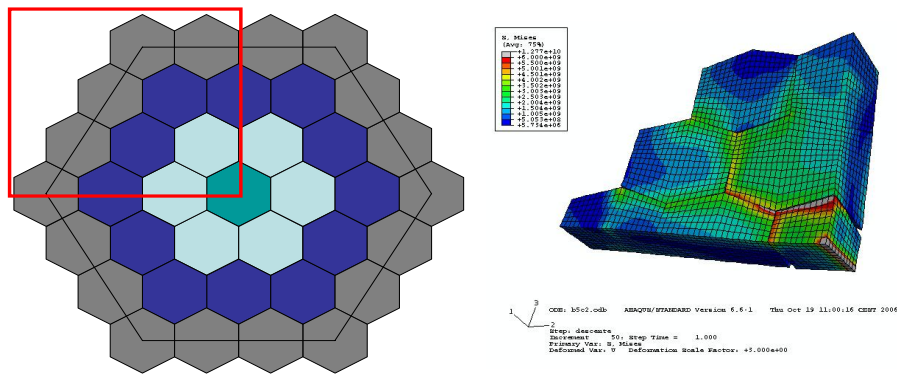 S, Mises
(Avg: 75%)
+1.277e+10
+6.000e+09
+5.500e+09
+5.001e+09
+4.501e+09
+4.002e+09
+3.502e+09
+3.003e+09
+2.503e+09
+2.004e+09
+1.504e+09
+1.005e+09
+5.053e+08
+5.734e+06
3
1
2
ODB: b5c2.odb ABAQUS/STANDARD Version 6.6-1 Thu Oct 19 11:00:16 CEST 2006
Step: descente
Increment 50: Step Time = 1.000
Primary Var: S, Mises
Deformed Var: U Deformation Scale Factor: +5.000e+00